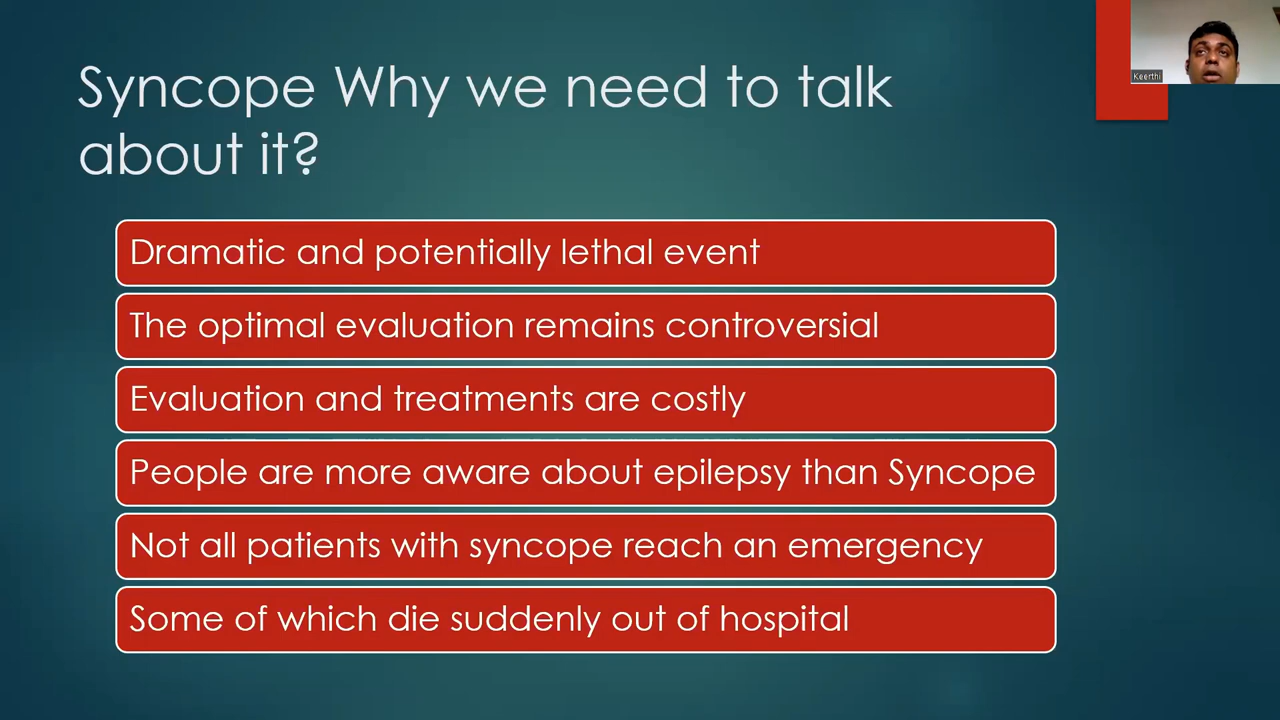 Syncope Why we need to talk
about it?
Keerthi
Dramatic and potentially lethal event
The optimal evaluation remains controversial
Evaluation and treatments are costly
People are more aware about epilepsy than Syncope
Not all patients with syncope reach an emergency
Some of which die suddenly out of hospital